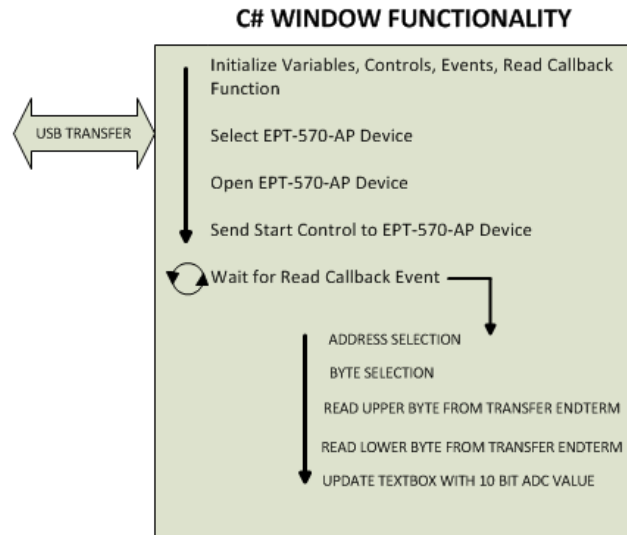 C# WINDOW FUNCTIONALITY
Initialize Variables, Controls, Events, Read Callback
Function
USB TRANSFER
Select EPT-570-AP Device
Open EPT-570-AP Device
Send Start Control to EPT-570-AP Device
Wait for Read Callback Event
ADDRESS SELECTION
BYTE SELECTION
READ UPPER BYTE FROM TRANSFER ENDTERM
READ LOWER BYTE FROM TRANSFER ENDTERM
UPDATE TEXTBOX WITH 10 BIT ADC VALUE